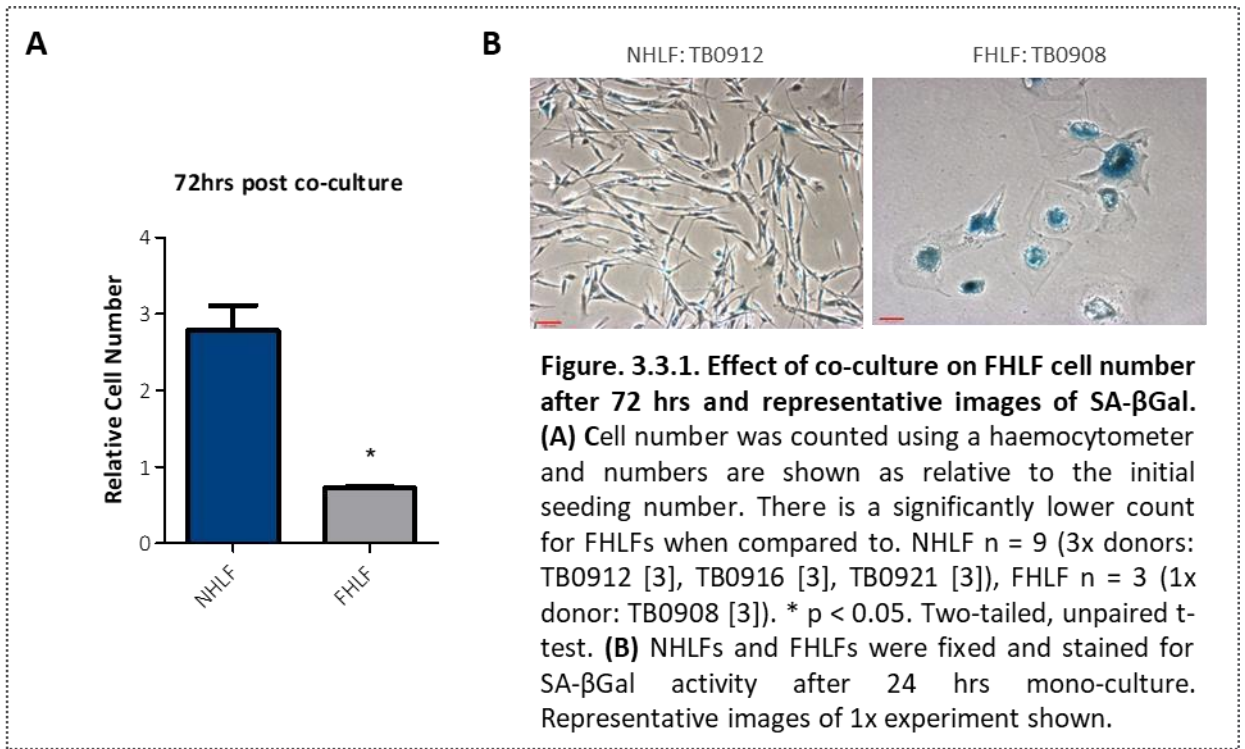 A
B
NHLF: TB0912
FHLF: TB0908
72hrs post co-culture
4
3
2
1
0
Relative Cell Number
*
NHLF
FHLF
Figure. 3.3.1. Effect of co-culture on FHLF cell number
after 72 hrs and representative images of SA-βGal.
(A) Cell number was counted using a haemocytometer
and numbers are shown as relative to the initial
seeding number. There is a significantly lower count
for FHLFs when compared to. NHLF n = 9 (3x donors:
TB0912 [3], TB0916 [3], TB0921 [3]), FHLF n = 3 (1x
donor: TB0908 [3]). * p < 0.05. Two-tailed, unpaired t-
test. (B) NHLFs and FHLFs were fixed and stained for
SA-βGal activity after 24 hrs mono-culture.
Representative images of 1x experiment shown.